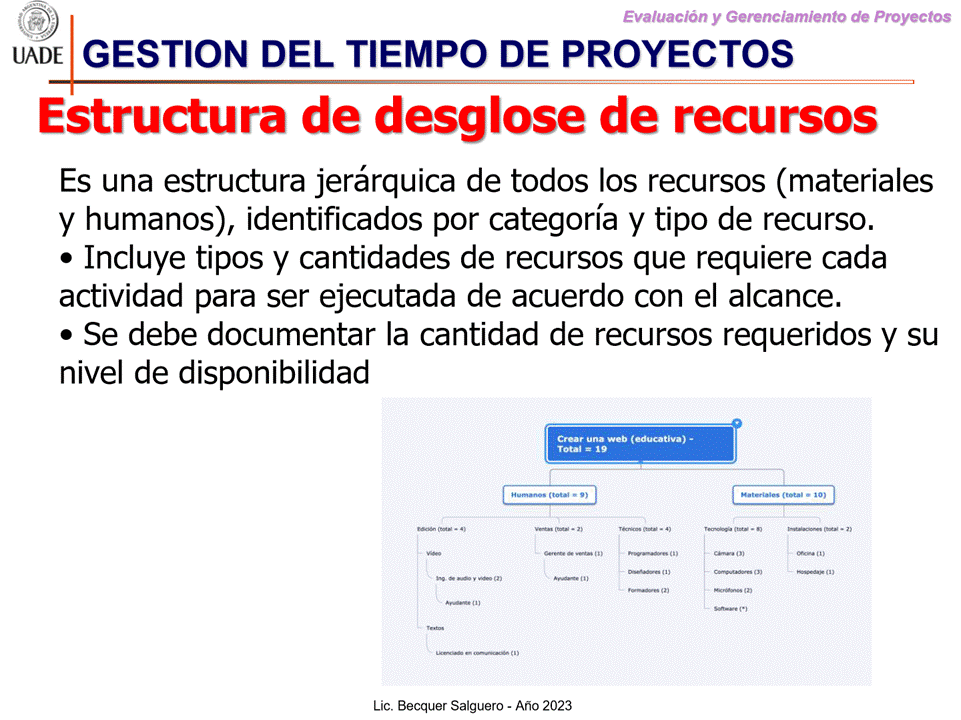 Evaluación y Gerenciamiento de Proyectos
UADE
GESTION DEL TIEMPO DE PROYECTOS
Estructura de desglose de recursos
Es una estructura jerárquica de todos los recursos (materiales
y humanos), identificados por categoría y tipo de recurso.
• Incluye tipos y cantidades de recursos que requiere cada
actividad para ser ejecutada de acuerdo con el alcance.
• Se debe documentar la cantidad de recursos requeridos y su
nivel de disponibilidad
Crear una web (educativa) -
Total = 19
Humanos (total = 9)
Materiales (total = 10)
Edición (total = 4)
Ventas (total = 2)
Técnicos (total = 4)
Tecnología (total = 8)
Instalaciones (total = 2)
Vídeo
Ing. de audio y video (2)
Ayudante (1)
Textos
Licenciado en comunicación (1)
Gerente de ventas (1)
Ayudante (1)
Programadores (1)
Diseñadores (1)
Formadores (2)
Cámara (3)
Computadores (3)
Micrófonos (2)
Software (*)
Oficina (1)
Hospedaje (1)
Lic. Becquer Salguero - Año 2023